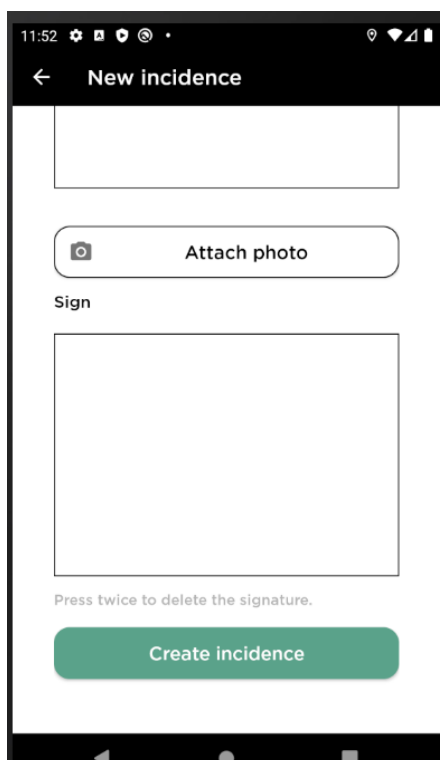 11:52
New incidence
Attach photo
Sign
Press twice to delete the signature.
Create incidence